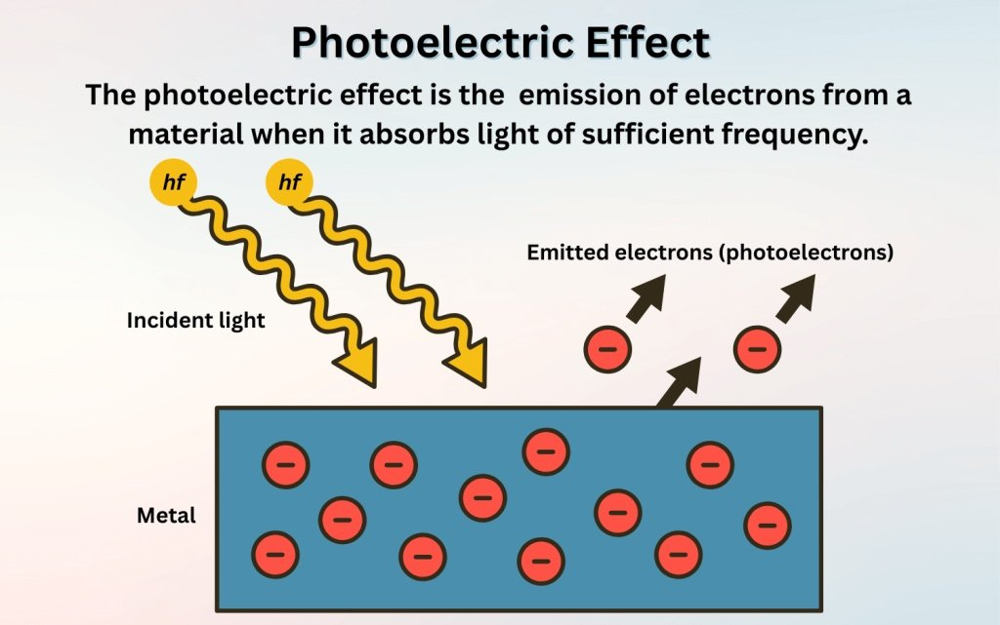 Photoelectric Effect
The photoelectric effect is the emission of electrons from a
material when it absorbs light of sufficient frequency.
hf
hf
Emitted electrons (photoelectrons)
Incident light
Metal